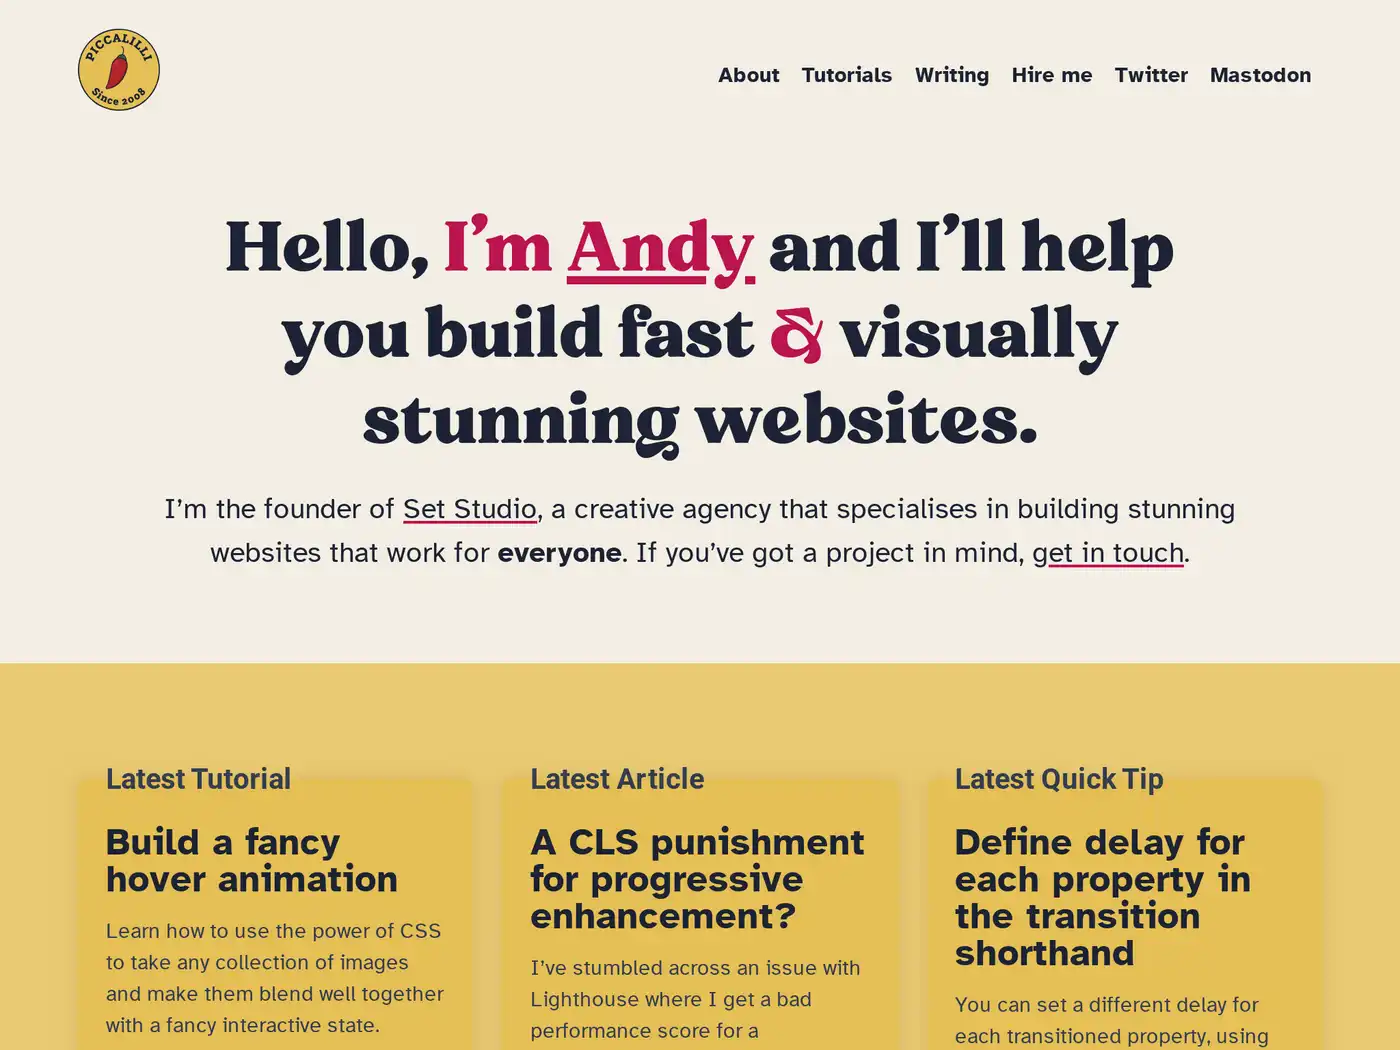 PICCALILLI
Since 2008
About Tutorials Writing Hire me Twitter Mastodon
Hello, I’m Andy and I’ll help
you build fast & visually
stunning websites.
I’m the founder of Set Studio, a creative agency that specialises in building stunning
websites that work for everyone. If you’ve got a project in mind, get in touch.
Latest Tutorial
Build a fancy
hover animation
Learn how to use the power of CSS
to take any collection of images
and make them blend well together
with a fancy interactive state.
Latest Article
A CLS punishment
for progressive
enhancement?
I’ve stumbled across an issue with
Lighthouse where I get a bad
performance score for a
Latest Quick Tip
Define delay for
each property in
the transition
shorthand
You can set a different delay for
each transitioned property, using